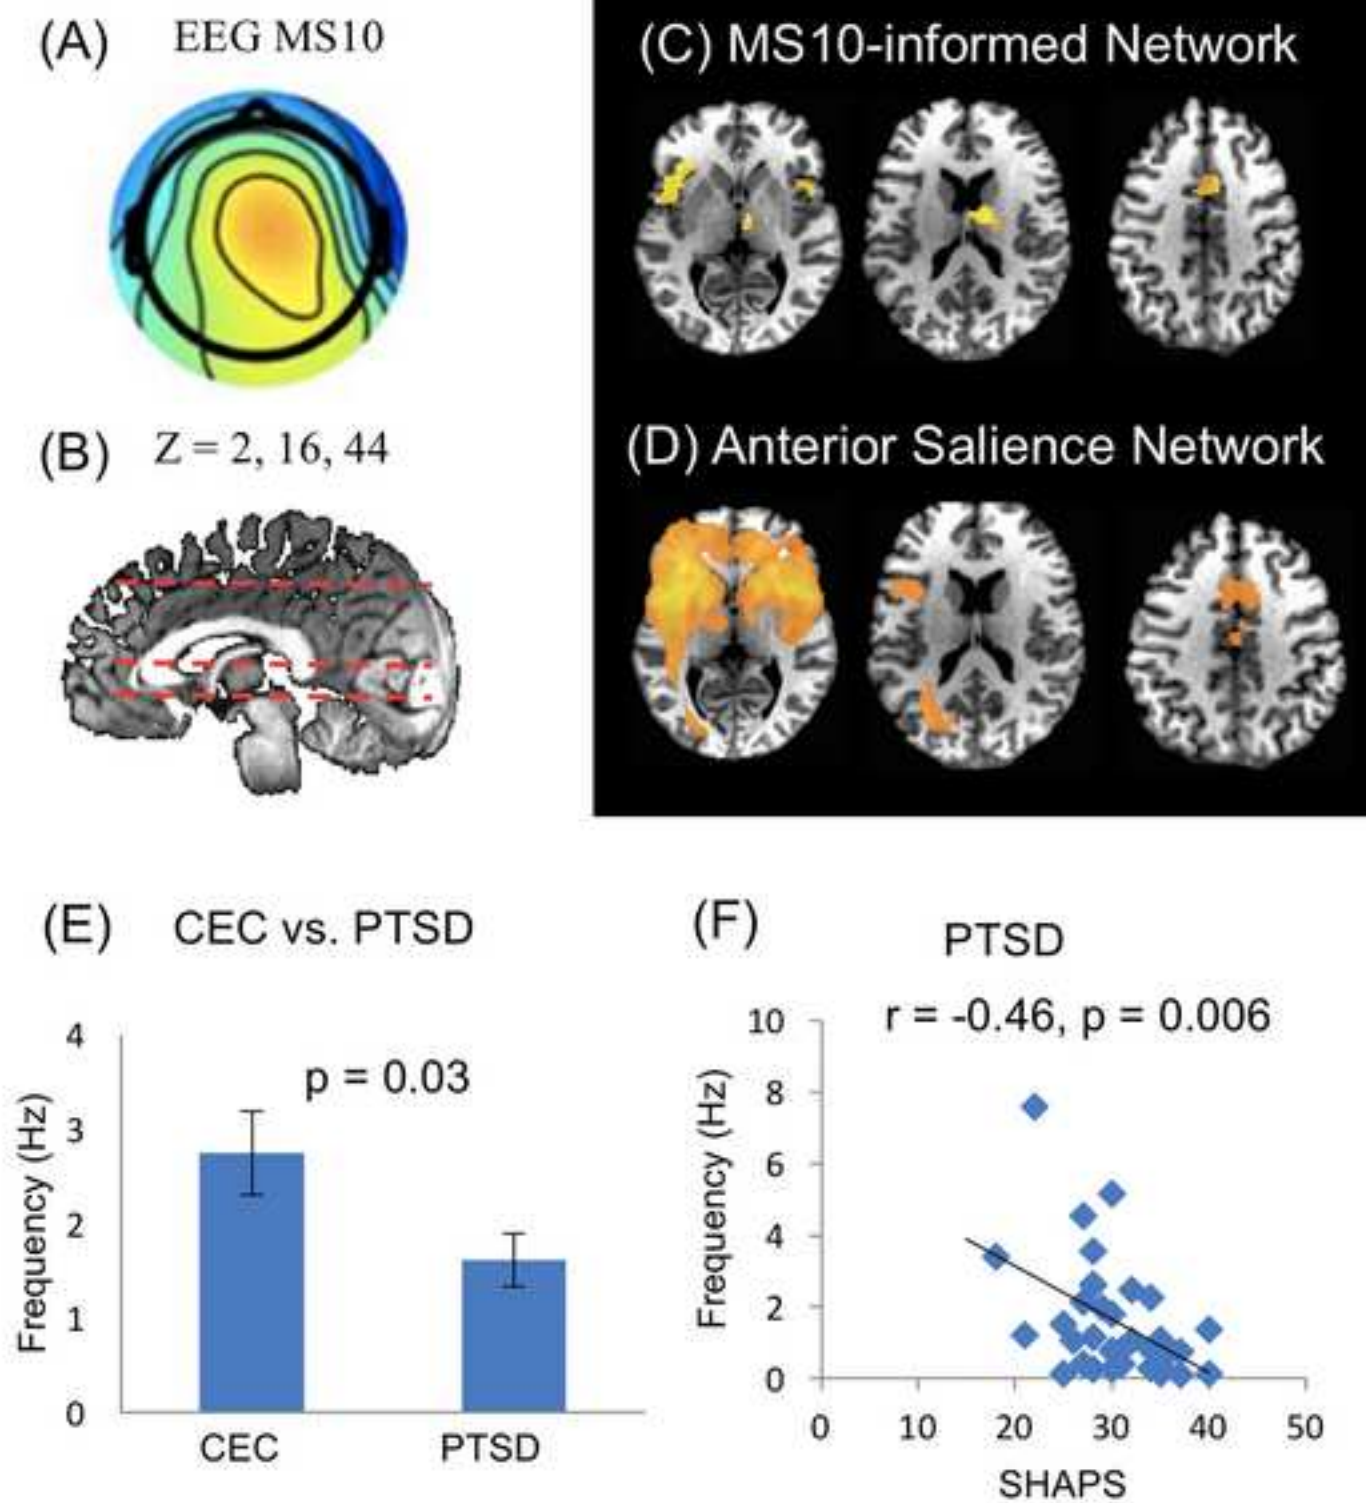 (A) EEG MS10
(C) MS10-informed Network
(B) Z = 2, 16, 44
(D) Anterior Salience Network
(E) CEC vs. PTSD
(F) PTSD
r = -0.46, p = 0.006
p = 0.03
Frequency (Hz)
4
3
2
1
0
CEC PTSD
Frequency (Hz)
10
8
6
4
2
0
0 10 20 30 40 50
SHAPS